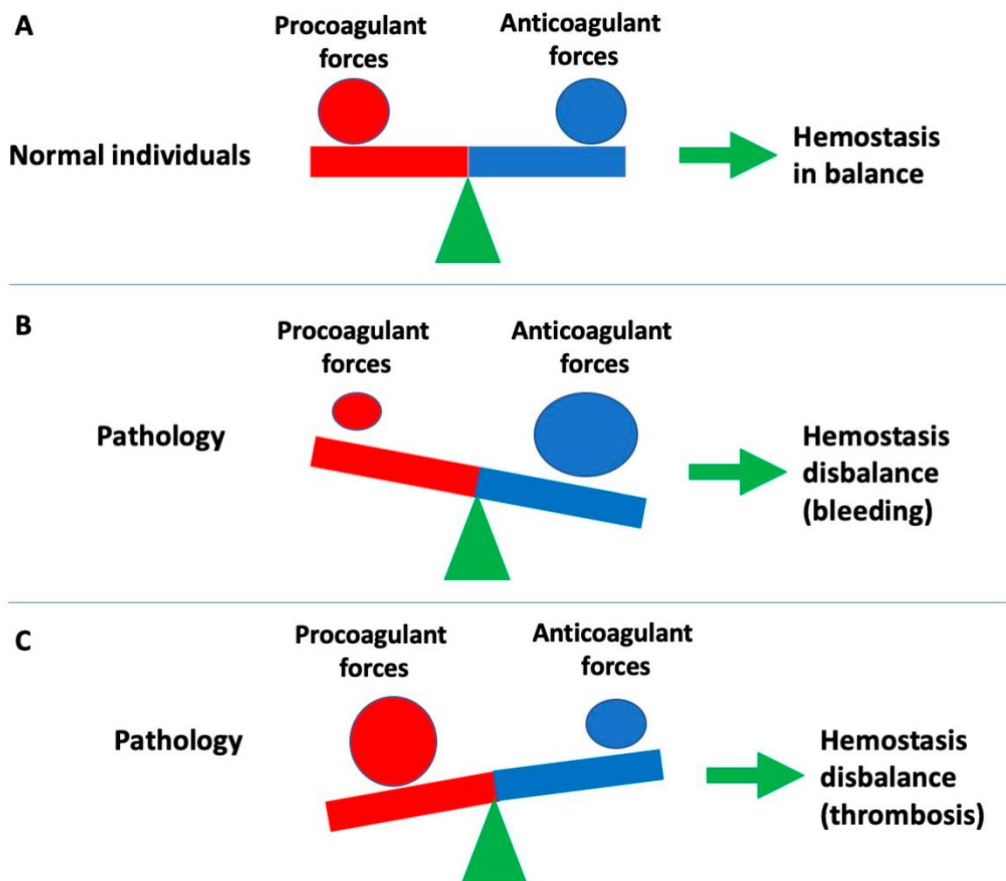 A
Procoagulant
forces
Anticoagulant
forces
Normal individuals
Hemostasis
in balance
B
Procoagulant
forces
Anticoagulant
forces
Pathology
Hemostasis
disbalance
(bleeding)
C
Procoagulant
forces
Anticoagulant
forces
Pathology
Hemostasis
disbalance
(thrombosis)